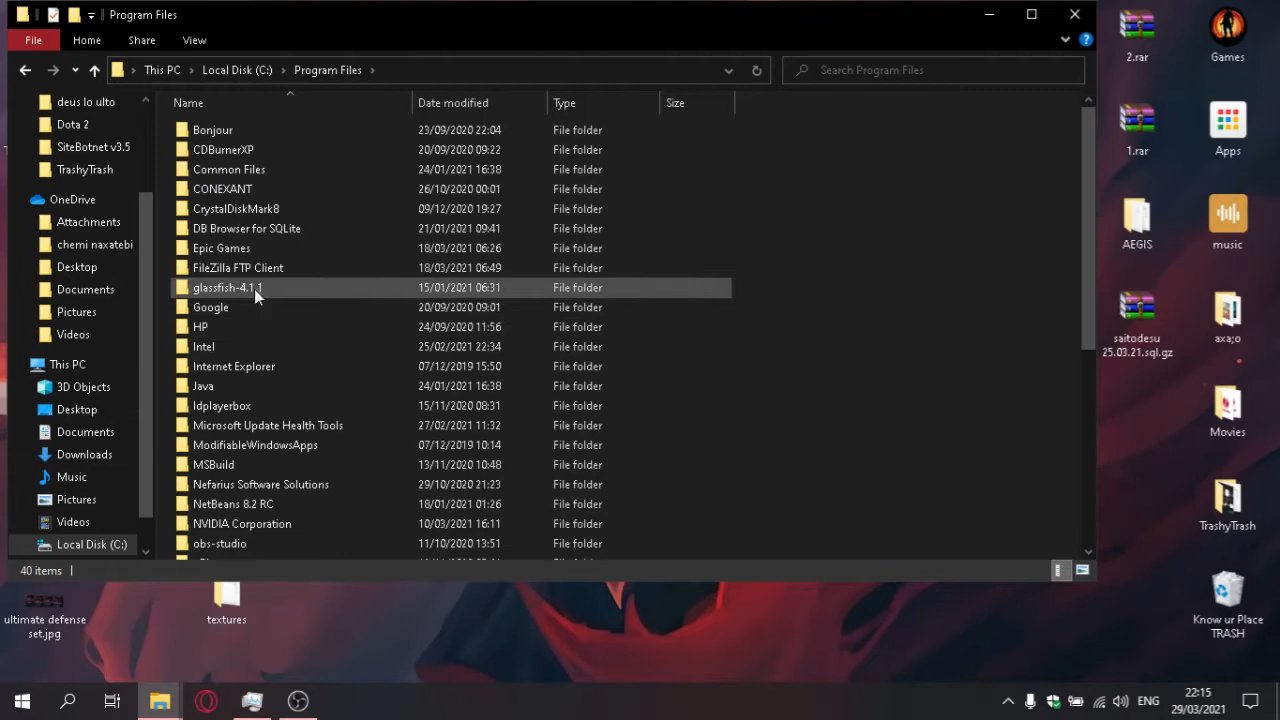 Program Files
File
Home
Share
View
This PC
Local Disk (C:)
Program Files
Search Program Files
deus lo ulto
Dota 2
SiteBotnet v3.5
TrashyTrash
OneDrive
Attachments
chemi naxatebi
Desktop
Documents
Pictures
Videos
This PC
3D Objects
Desktop
Documents
Downloads
Music
Pictures
Videos
Local Disk (C:)
Name Date modified Type Size
Bonjour 23/09/2020 22:04 File folder
CDBurnerXP 20/09/2020 09:22 File folder
Common Files 24/01/2021 16:38 File folder
CONEXANT 26/10/2020 00:01 File folder
CrystalDiskMark8 09/12/2020 19:27 File folder
DB Browser for SQLite 21/01/2021 09:41 File folder
Epic Games 18/03/2021 06:26 File folder
FileZilla FTP Client 18/03/2021 06:49 File folder
glassfish-4.1.1 15/01/2021 06:31 File folder
Google 20/09/2020 09:01 File folder
HP 24/09/2020 11:56 File folder
Intel 25/02/2021 22:34 File folder
Internet Explorer 07/12/2019 15:50 File folder
Java 24/01/2021 16:38 File folder
ldplayerbox 15/11/2020 08:31 File folder
Microsoft Update Health Tools 27/02/2021 11:32 File folder
ModifiableWindowsApps 07/12/2019 10:14 File folder
MSBuild 13/11/2020 10:48 File folder
Nefarius Software Solutions 29/10/2020 21:23 File folder
NetBeans 8.2 RC 18/01/2021 01:26 File folder
NVIDIA Corporation 10/03/2021 16:11 File folder
obs-studio 11/10/2020 13:51 File folder
40 items
2.rar
Games
1.rar
Apps
AEGIS
music
saitodesu
25.03.21.sql.gz
axa;o
Movies
TrashyTrash
Know ur Place
TRASH
ultimate defense
set.jpg
textures
ENG
22:15
29/03/2021